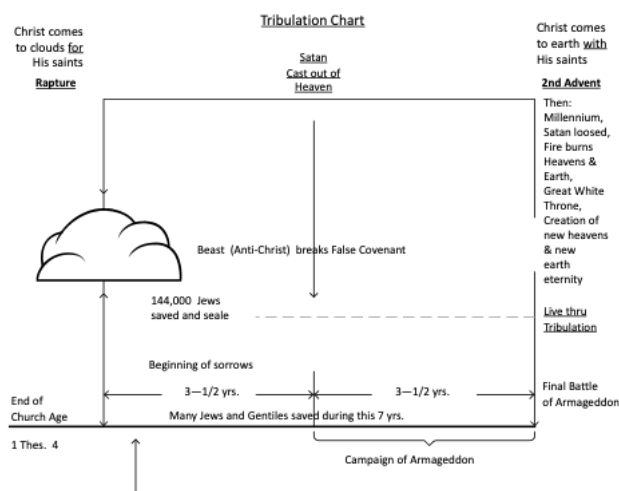 Tribulation Chart
Christ comes
to clouds for
His saints
Rapture
Satan
Cast out of
Heaven
Christ comes
to earth with
His saints
2nd Advent
Then:
Millennium,
Satan loosed,
Fire burns
Heavens &
Earth,
Great White
Throne,
Creation of
new heavens
& new
earth
eternity
Beast (Anti-Christ) breaks False Covenant
144,000 Jews
saved and seale
Live thru
Tribulation
Beginning of sorrows
3—1/2 yrs.
3—1/2 yrs.
Final Battle
of Armageddon
End of
Church Age
Many Jews and Gentiles saved during this 7 yrs.
1 Thes. 4
Campaign of Armageddon